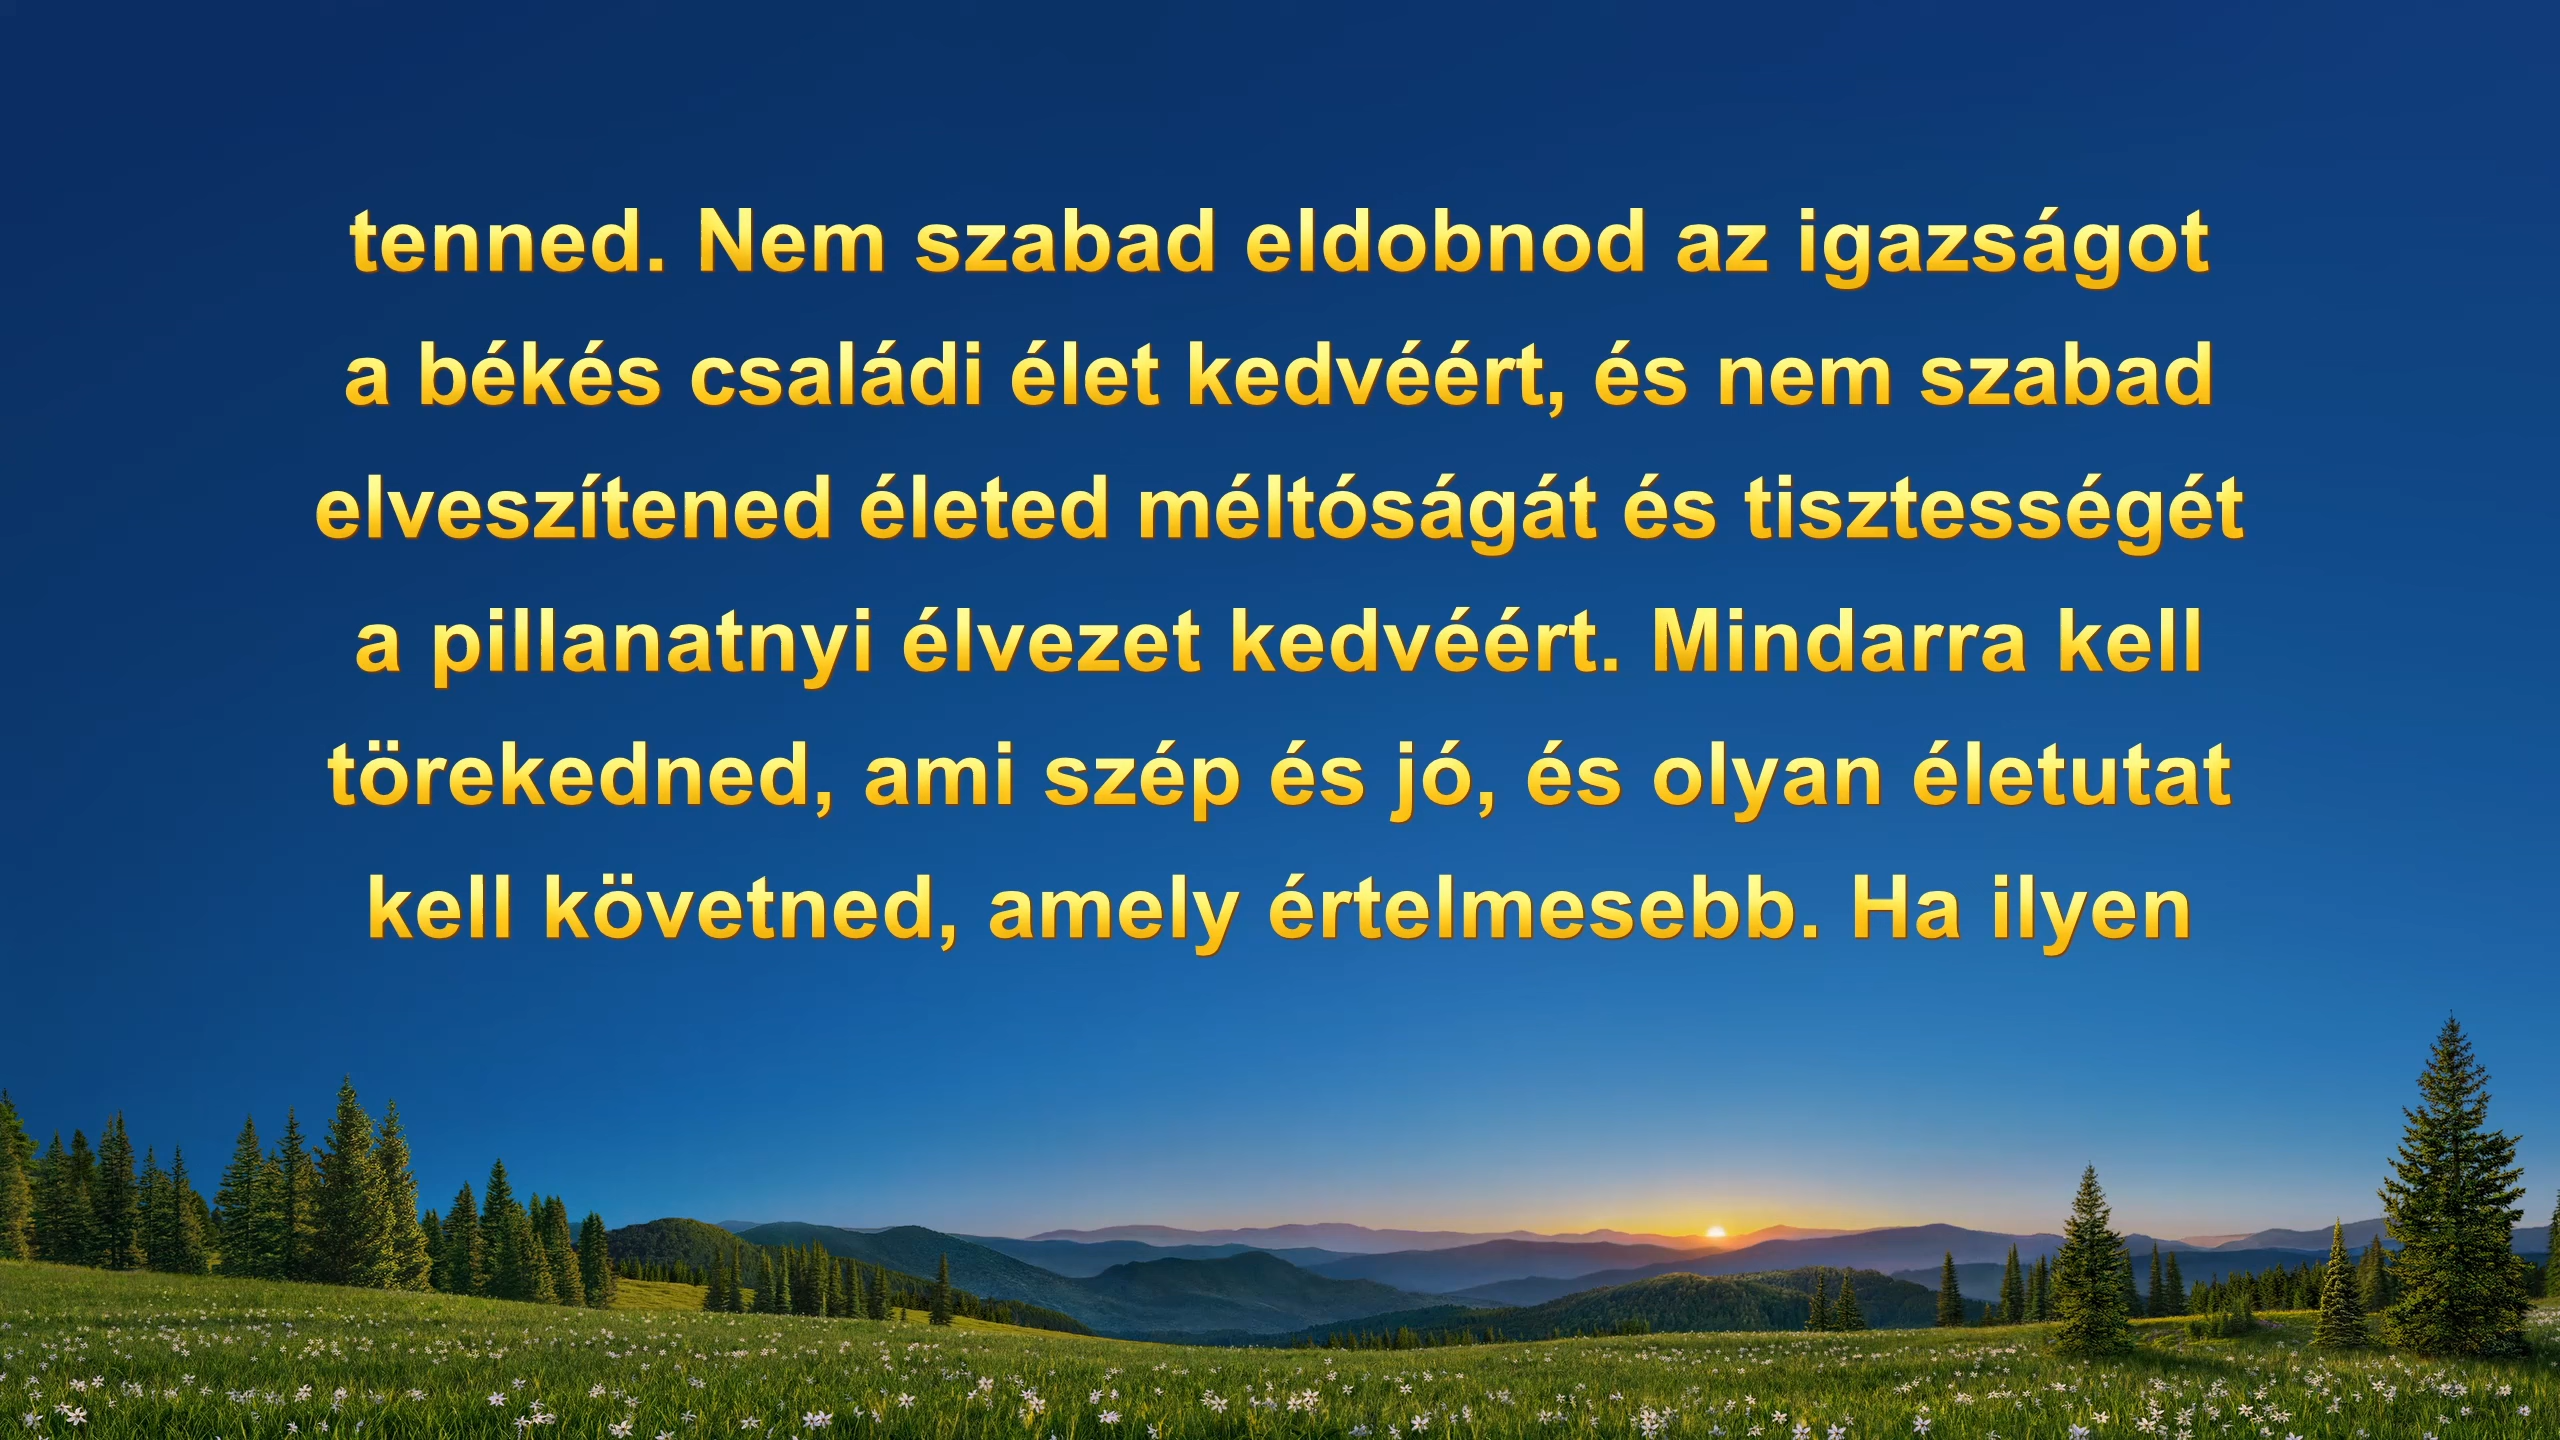 tenned. Nem szabad eldobnod az igazságot
a békés családi élet kedvéért, és nem szabad
elveszítened életed méltóságát és tisztességét
a pillanatnyi élvezet kedvéért. Mindarra kell
törekedned, ami szép és jó, és olyan életutat
kell követned, amely értelmesebb. Ha ilyen